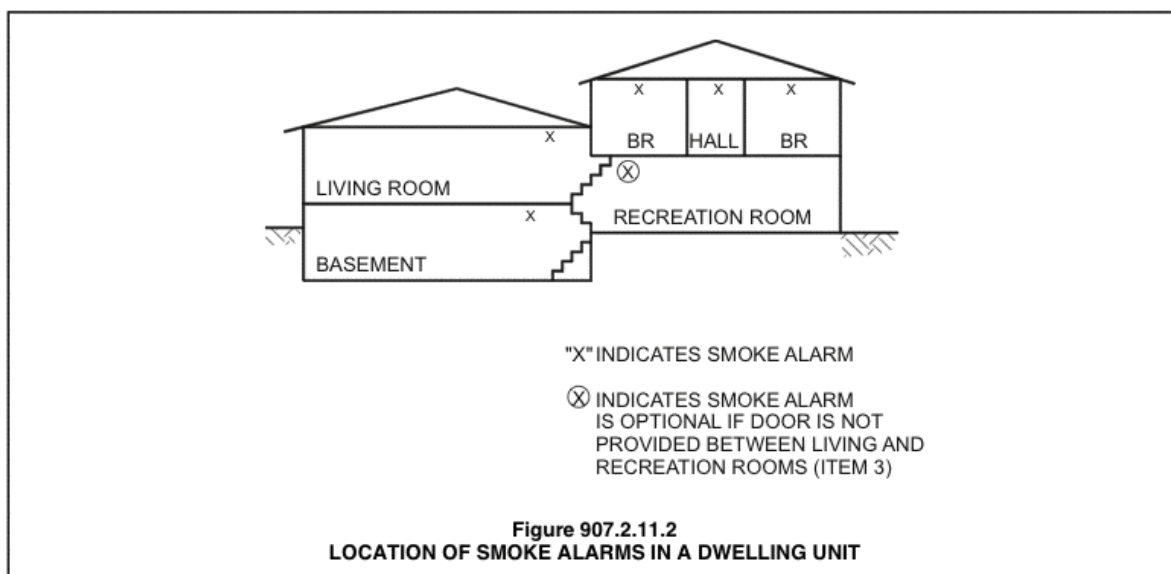 X X X
X
BR HALL BR
LIVING ROOM
Ⓧ
X
RECREATION ROOM
BASEMENT
"X" INDICATES SMOKE ALARM
Ⓧ INDICATES SMOKE ALARM
IS OPTIONAL IF DOOR IS NOT
PROVIDED BETWEEN LIVING AND
RECREATION ROOMS (ITEM 3)
Figure 907.2.11.2
LOCATION OF SMOKE ALARMS IN A DWELLING UNIT